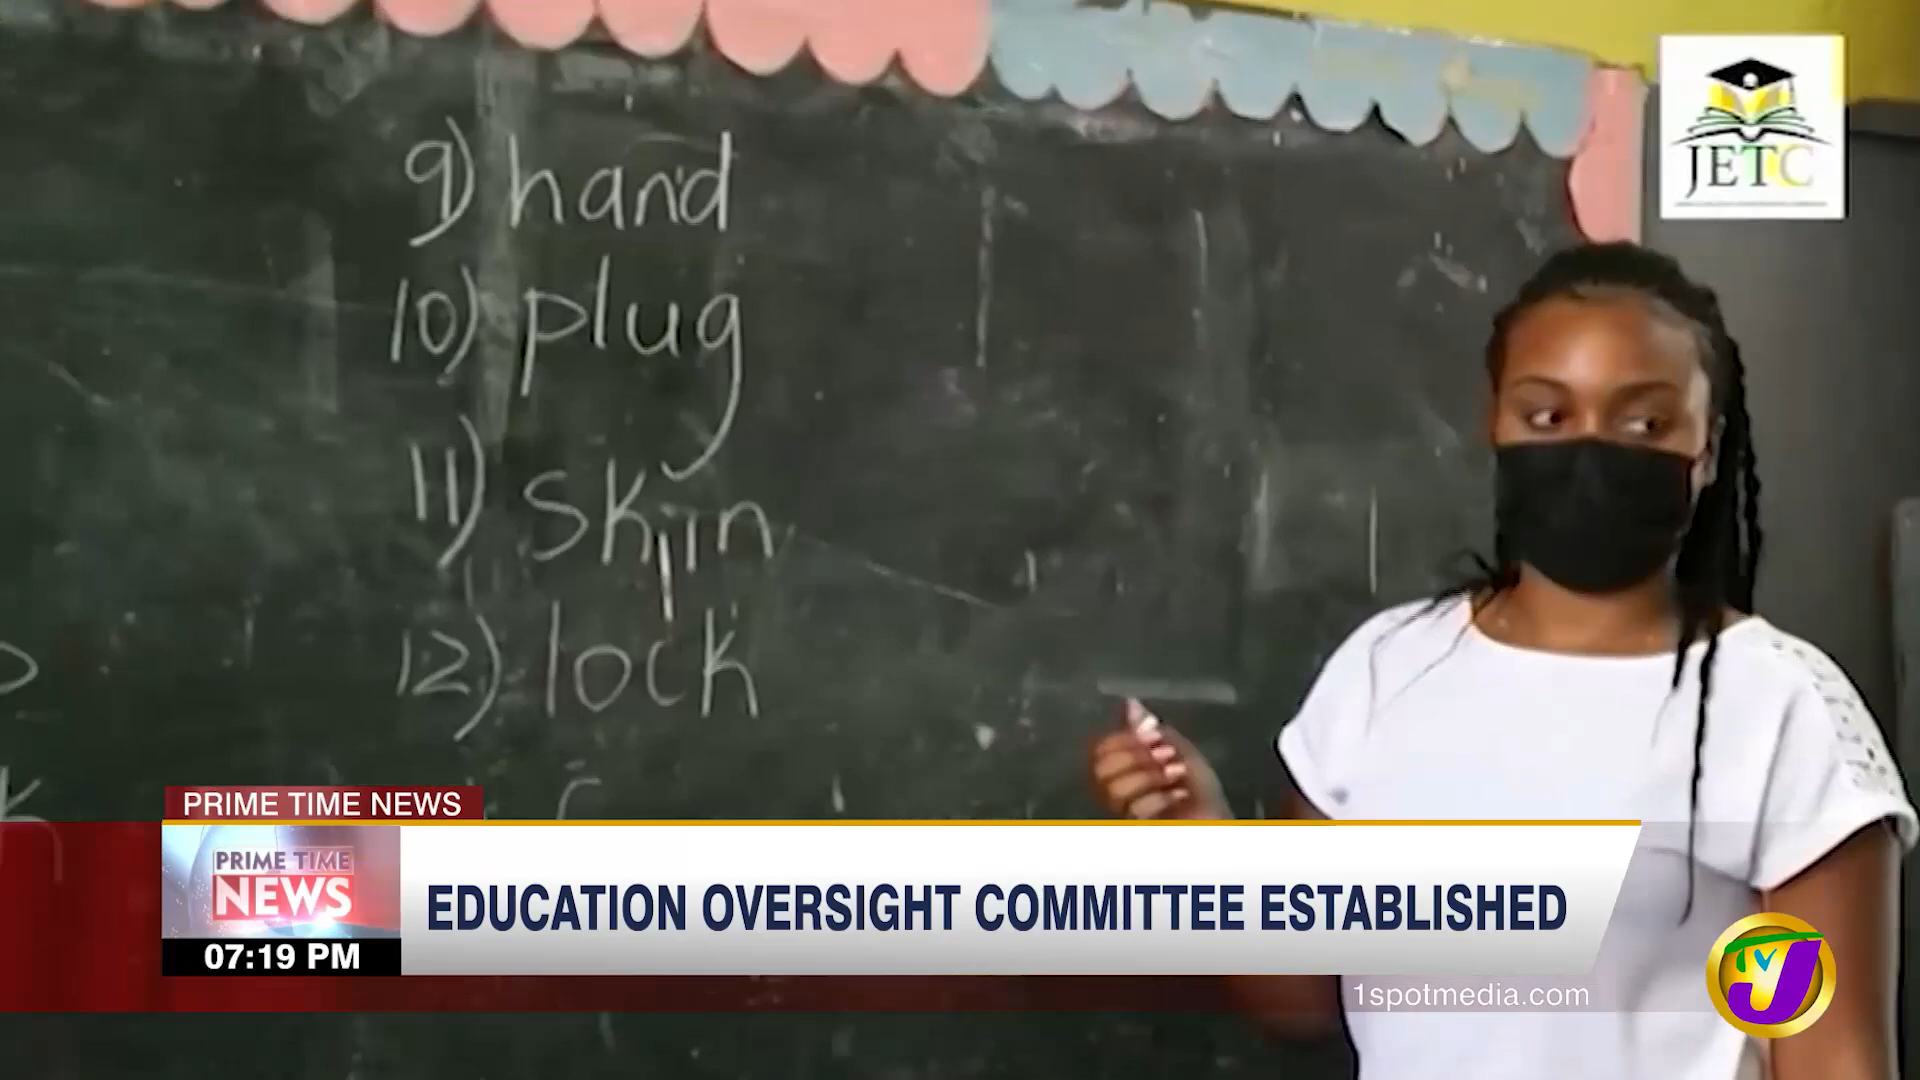 JETC
9) hand
10) plug
11) skin
12) lock
PRIME TIME NEWS
PRIME TIME
NEWS
07:19 PM
EDUCATION OVERSIGHT COMMITTEE ESTABLISHED
1spotmedia.com
TVJ